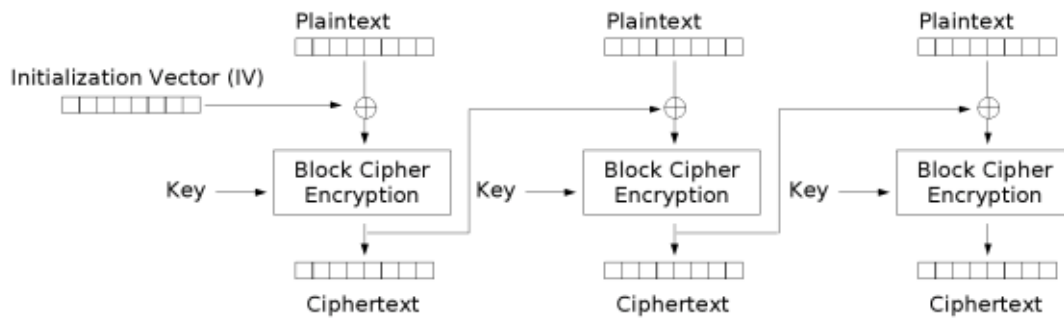 Plaintext
Plaintext
Plaintext
Initialization Vector (IV)
Key
Block Cipher
Encryption
Key
Block Cipher
Encryption
Key
Block Cipher
Encryption
Ciphertext
Ciphertext
Ciphertext